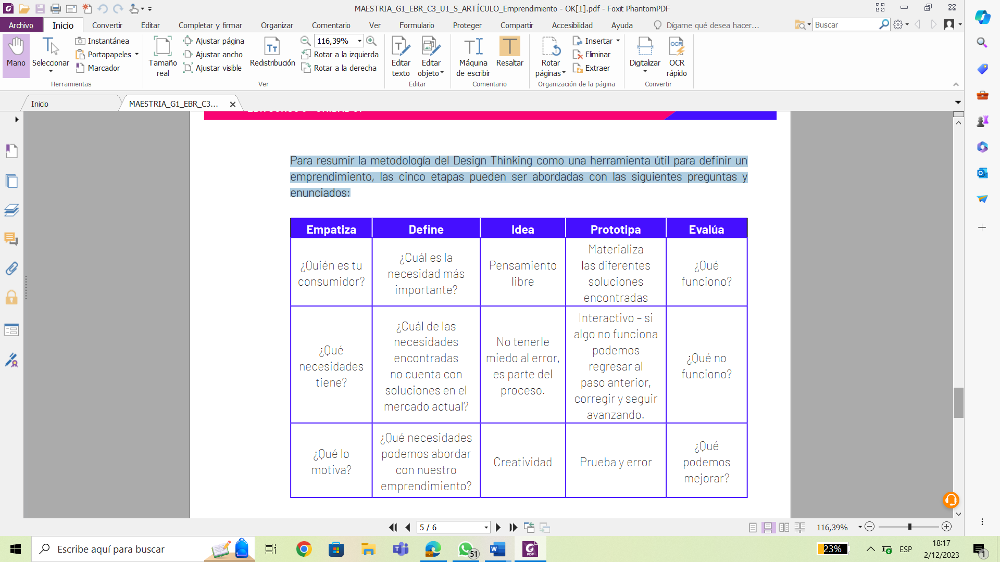 MAESTRIA_G1_EBR_C3_U1_S_ARTÍCULO_Emprendimiento - OK[1].pdf - Foxit PhantomPDF
Archivo Inicio Convertir Editar Completar y firmar Organizar Comentario Ver Formulario Proteger Compartir Accesibilidad Ayuda Dígame qué desea hacer... Buscar
Mano
Seleccionar
Instantánea
Portapapeles
Marcador
Herramientas
Tamaño
real
Ajustar página
Ajustar ancho
Ajustar visible
Redistribución
116,39%
Rotar a la izquierda
Rotar a la derecha
Ver
Editar
texto
Editar
objeto
Editar
Máquina
de escribir
Resaltar
Comentario
Rotar
páginas
Insertar
Eliminar
Extraer
Organización de la página
Digitalizar
OCR
OCR
rápido
Convertir
Inicio
MAESTRIA_G1_EBR_C3...
Para resumir la metodología del Design Thinking como una herramienta útil para definir un
emprendimiento, las cinco etapas pueden ser abordadas con las siguientes preguntas y
enunciados:
Empatiza Define Idea Prototipa Evalúa
¿Quién es tu
consumidor?
¿Cuál es la
necesidad más
importante?
Pensamiento
libre
Materializa
las diferentes
soluciones
encontradas
¿Qué
funciono?
¿Qué
necesidades
tiene?
¿Cuál de las
necesidades
encontradas
no cuenta con
soluciones en el
mercado actual?
No tenerle
miedo al error,
es parte del
proceso.
Interactivo – si
algo no funciona
podemos
regresar al
paso anterior,
corregir y seguir
avanzando.
¿Qué no
funciono?
¿Qué lo
motiva?
¿Qué necesidades
podemos abordar
con nuestro
emprendimiento?
Creatividad
Prueba y error
¿Qué
podemos
mejorar?
5 / 6
116,39%
Escribe aquí para buscar
51
23%
ESP
18:17
2/12/2023
1